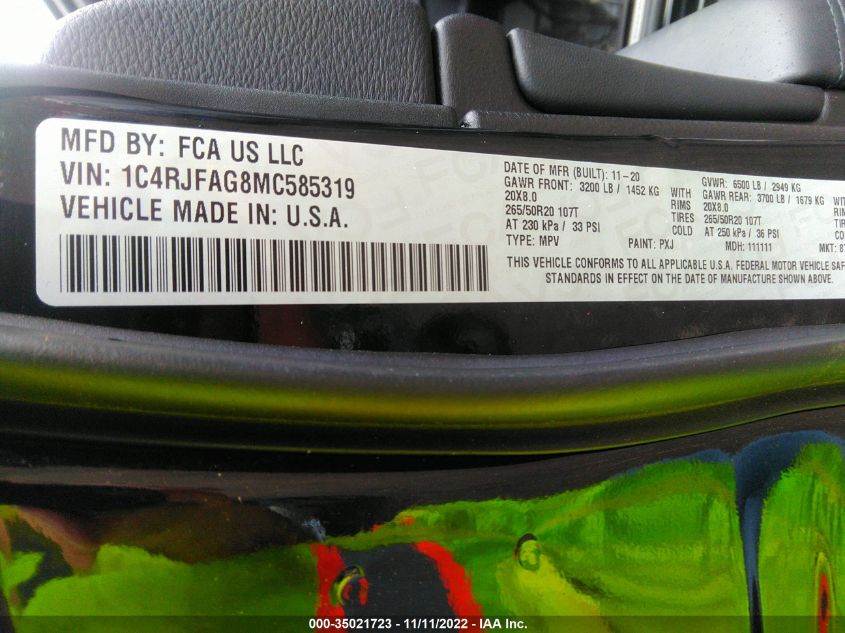 MFD BY: FCA US LLC
VIN: 1C4RJFAG8MC585319
VEHICLE MADE IN: U.S.A.
DATE OF MFR (BUILT): 11-20
GAWR FRONT: 3200 LB / 1452 KG WITH
20X8.0 RIMS
265/50R20 107T TIRES
AT 230 kPa / 33 PSI COLD
TYPE: MPV PAINT: PXJ MDH: 111111 MKT:
GVWR: 6500 LB / 2949 KG
GAWR REAR: 3700 LB / 1679 KG WITH
20X8.0 RIMS
265/50R20 107T
AT 250 kPa / 36 PSI
THIS VEHICLE CONFORMS TO ALL APPLICABLE U.S.A. FEDERAL MOTOR VEHICLE
STANDARDS IN EFFECT ON THE DATE OF MANUFACTURE SHOWN ABOVE.
000-35021723 - 11/11/2022 - IAA Inc.